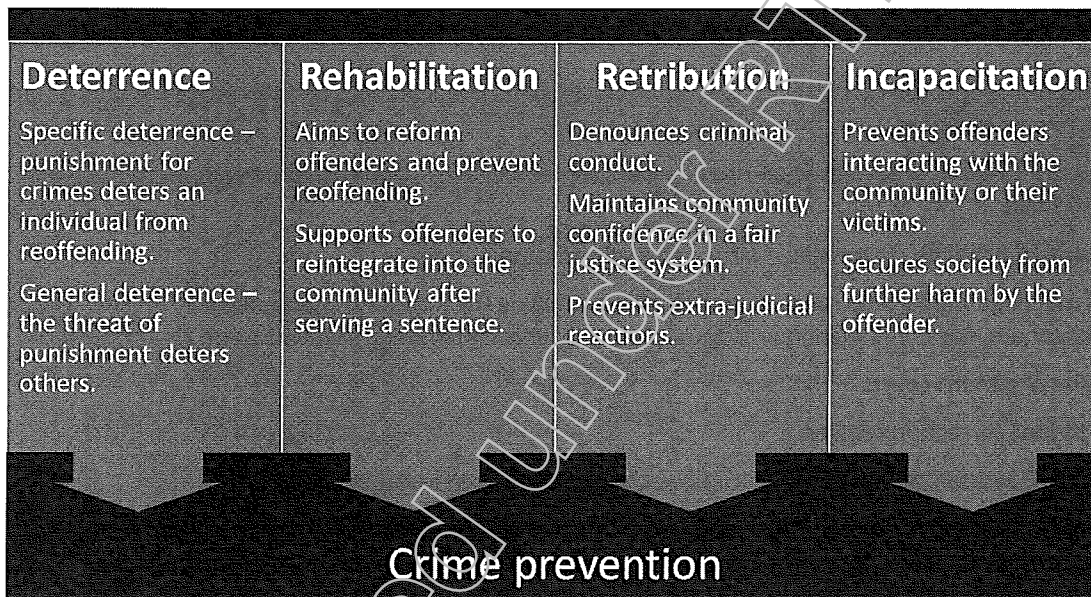 Deterrence
Specific deterrence –
punishment for
crimes deters an
individual from
reoffending.
General deterrence –
the threat of
punishment deters
others.
Rehabilitation
Aims to reform
offenders and prevent
reoffending.
Supports offenders to
reintegrate into the
community after
serving a sentence.
Retribution
Denounces criminal
conduct.
Maintains community
confidence in a fair
justice system.
Prevents extra-judicial
reactions.
Incapacitation
Prevents offenders
interacting with the
community or their
victims.
Secures society from
further harm by the
offender.
Crime prevention
under RT